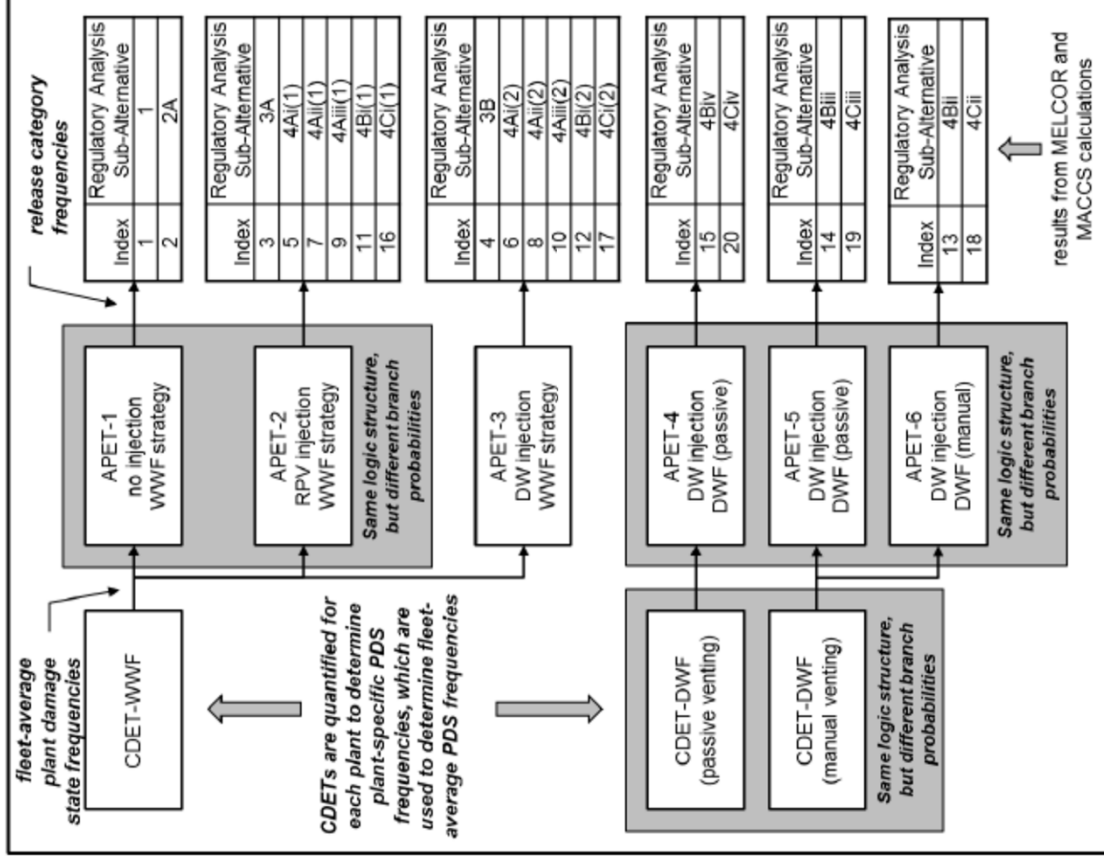 fleet-average
plant damage
state frequencies
release category
frequencies
CDET-WWF
APET-1
no injection
WWF strategy
Index
Regulatory Analysis
Sub-Alternative
1 1
2 2A
APET-2
RPV injection
WWF strategy
Same logic structure,
but different branch
probabilities
Index
Regulatory Analysis
Sub-Alternative
3 3A
5 4Ai(1)
7 4Aii(1)
9 4Aiii(1)
11 4Bi(1)
16 4Ci(1)
CDETs are quantified for
each plant to determine
plant-specific PDS
frequencies, which are
used to determine fleet-
average PDS frequencies
APET-3
DW injection
WWF strategy
Index
Regulatory Analysis
Sub-Alternative
4 3B
6 4Ai(2)
8 4Aii(2)
10 4Aiii(2)
12 4Bi(2)
17 4Ci(2)
CDET-DWF
(passive venting)
APET-4
DW injection
DWF (passive)
Index
Regulatory Analysis
Sub-Alternative
15 4Biv
20 4Civ
CDET-DWF
(manual venting)
APET-5
DW injection
DWF (passive)
Index
Regulatory Analysis
Sub-Alternative
14 4Biii
19 4Ciii
Same logic structure,
but different branch
probabilities
APET-6
DW injection
DWF (manual)
Index
Regulatory Analysis
Sub-Alternative
13 4Bii
18 4Cii
Same logic structure,
but different branch
probabilities
results from MELCOR and
MACCS calculations